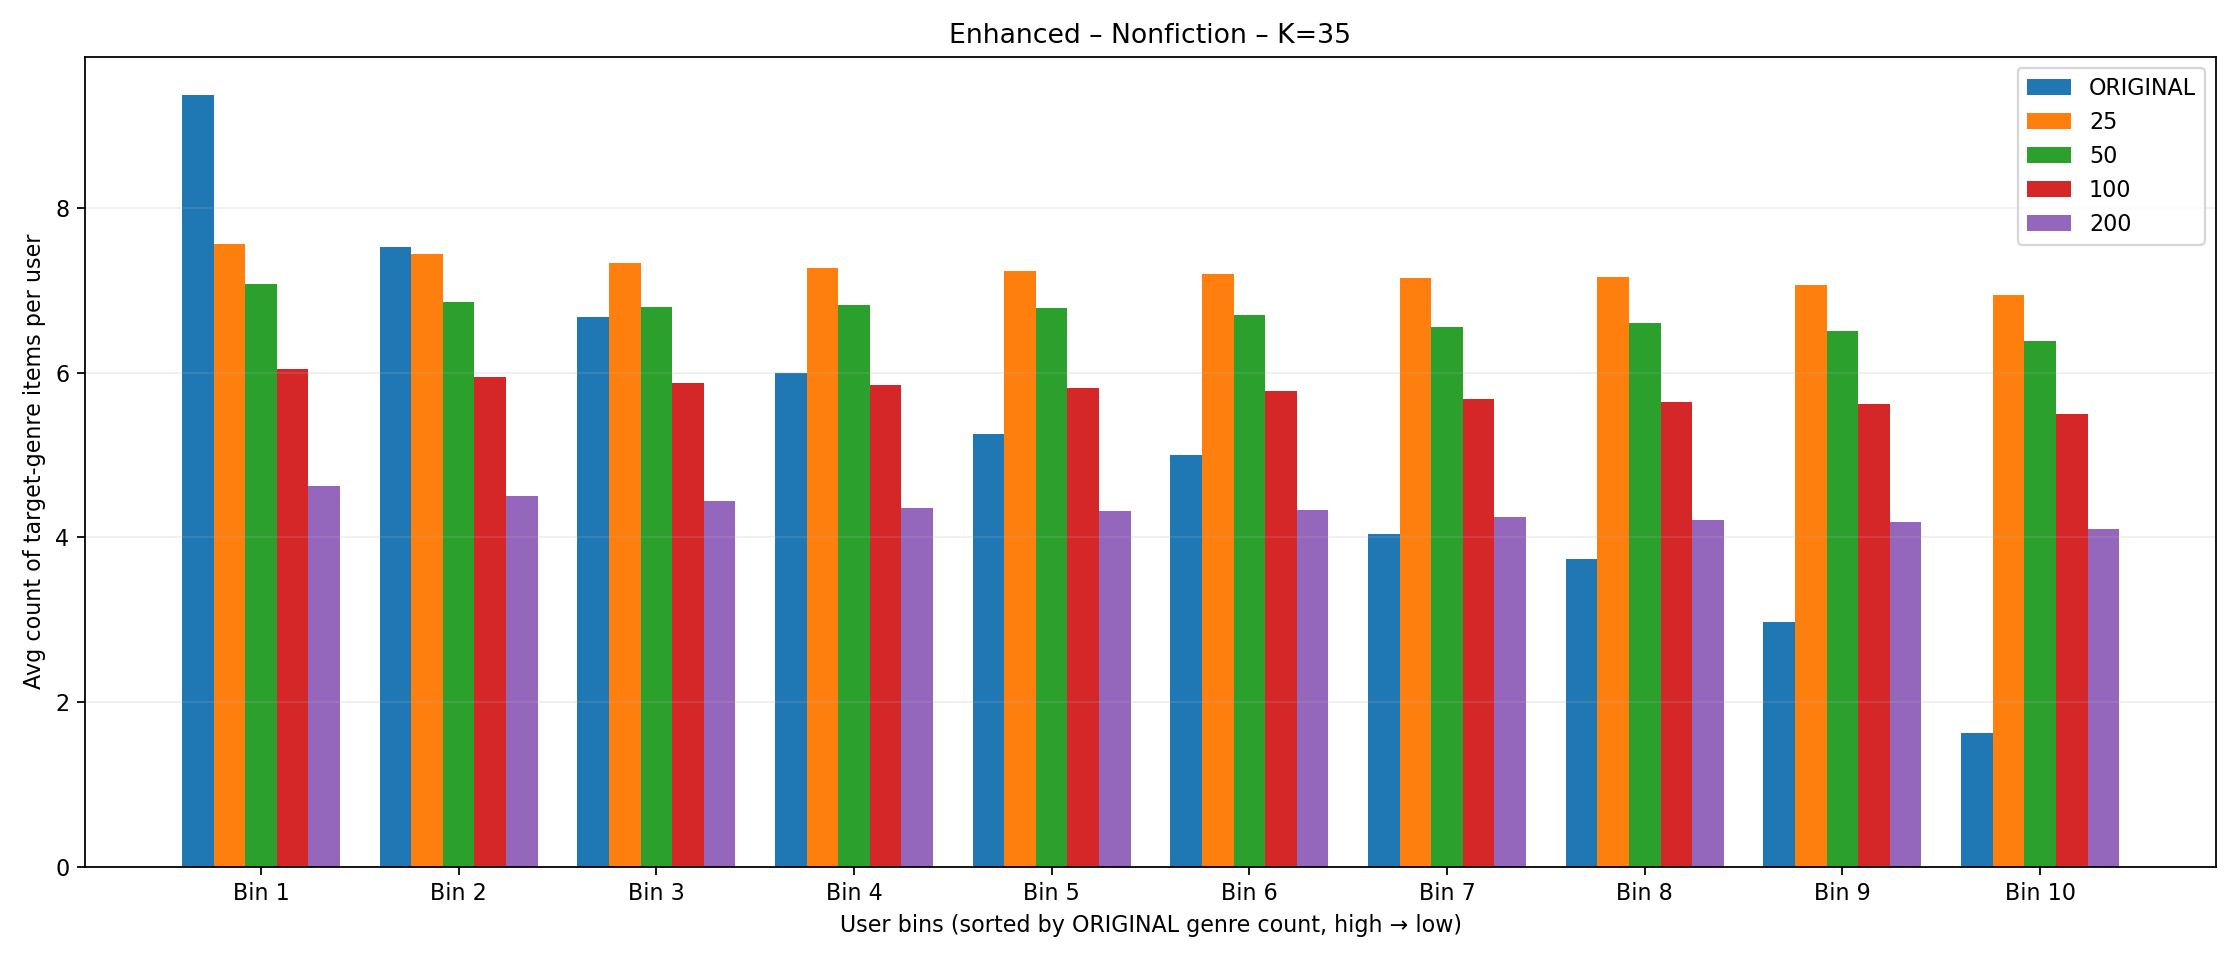 Enhanced – Nonfiction – K=35
ORIGINAL
25
50
100
200
Avg count of target-genre items per user
8
6
4
2
0
Bin 1
Bin 2
Bin 3
Bin 4
Bin 5
Bin 6
Bin 7
Bin 8
Bin 9
Bin 10
User bins (sorted by ORIGINAL genre count, high → low)